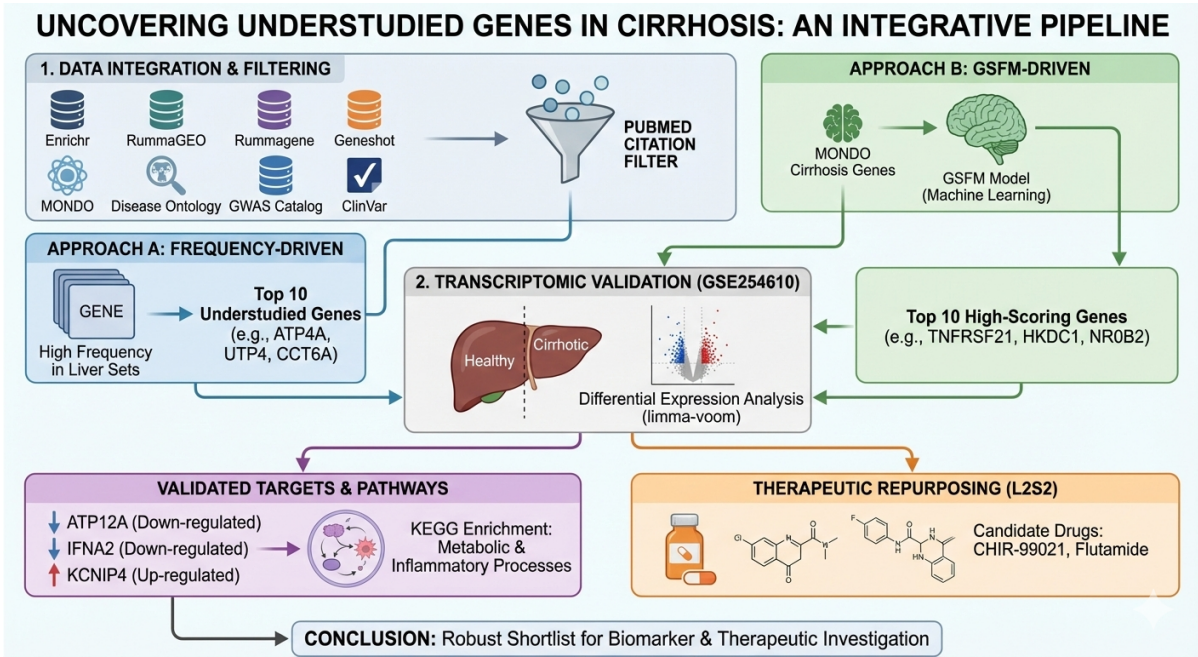 UNCOVERING UNDERSTUDIED GENES IN CIRRHOSIS: AN INTEGRATIVE PIPELINE
1. DATA INTEGRATION & FILTERING
Enrichr
RummaGEO
Rummagene
Geneshot
MONDO
Disease Ontology
GWAS Catalog
ClinVar
PUBMED
CITATION
FILTER
APPROACH B: GSFM-DRIVEN
MONDO
Cirrhosis Genes
GSFM Model
(Machine Learning)
APPROACH A: FREQUENCY-DRIVEN
GENE
High Frequency
in Liver Sets
Top 10
Understudied Genes
(e.g., ATP4A,
UTP4, CCT6A)
2. TRANSCRIPTOMIC VALIDATION (GSE254610)
Healthy
Cirrhotic
Differential Expression Analysis
(limma-voom)
Top 10 High-Scoring Genes
(e.g., TNFRSF21, HKDC1, NR0B2)
VALIDATED TARGETS & PATHWAYS
ATP12A (Down-regulated)
IFNA2 (Down-regulated)
KCNIP4 (Up-regulated)
KEGG Enrichment:
Metabolic &
Inflammatory Processes
THERAPEUTIC REPURPOSING (L2S2)
Candidate Drugs:
CHIR-99021, Flutamide
CONCLUSION: Robust Shortlist for Biomarker & Therapeutic Investigation